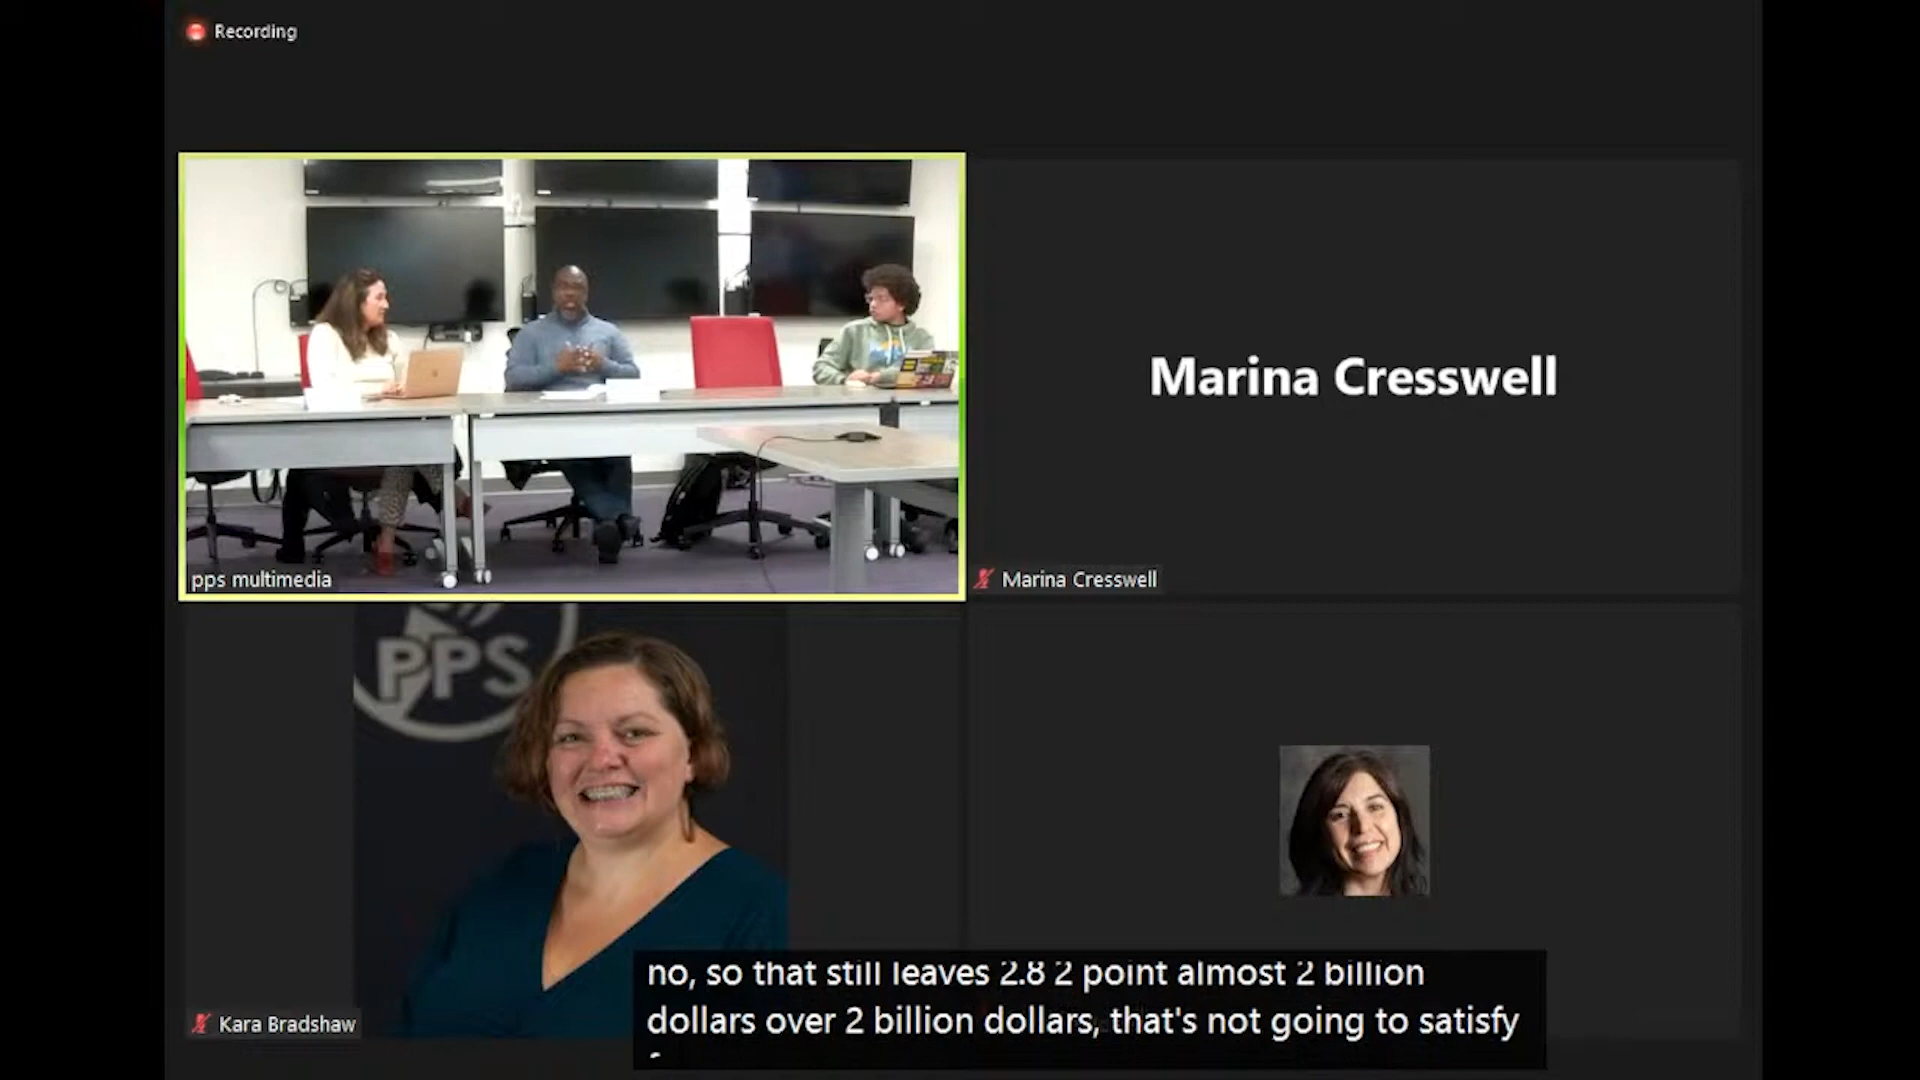 Recording
pps multimedia
Marina Cresswell
Marina Cresswell
PPS
Kara Bradshaw
no, so that still leaves 2.8 2 point almost 2 billion
dollars over 2 billion dollars, that's not going to satisfy